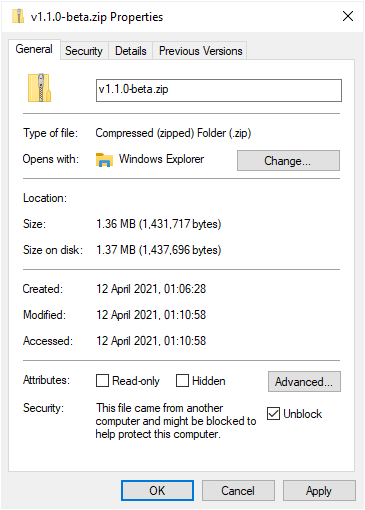 v1.1.0-beta.zip Properties
General Security Details Previous Versions
v1.1.0-beta.zip
Type of file: Compressed (zipped) Folder (.zip)
Opens with: Windows Explorer Change...
Location:
Size: 1.36 MB (1,431,717 bytes)
Size on disk: 1.37 MB (1,437,696 bytes)
Created: 12 April 2021, 01:06:28
Modified: 12 April 2021, 01:10:58
Accessed: 12 April 2021, 01:10:58
Attributes: Read-only Hidden Advanced...
Security: This file came from another
computer and might be blocked to
help protect this computer.
Unblock
OK Cancel Apply